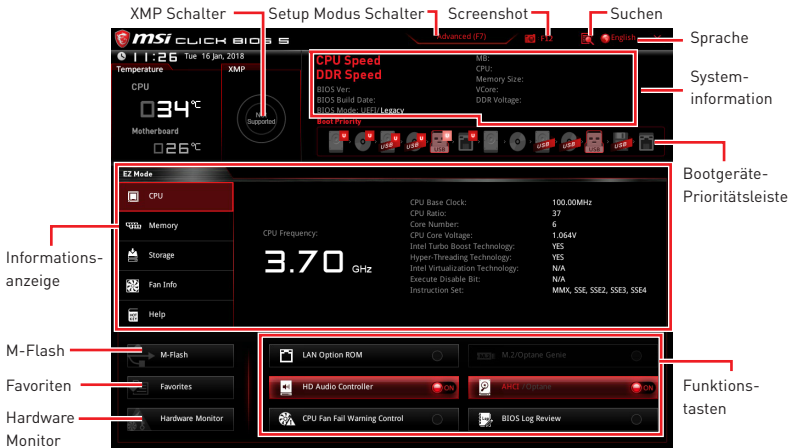 XMP Schalter
Setup Modus Schalter
Screenshot
Suchen
msi CLICK BIOS 5
Advanced (F7)
F12
English
Sprache
11:26 Tue 16 Jan, 2018
Temperature
XMP
CPU
34°C
Motherboard
26°C
Not Supported
CPU Speed
DDR Speed
BIOS Ver:
BIOS Build Date:
BIOS Mode: UEFI/Legacy
MB:
CPU:
Memory Size:
VCore:
DDR Voltage:
Boot Priority
U U U U U U
USB USB USB USB USB USB
System-
information
Bootgeräte-
Prioritätsleiste
EZ Mode
CPU
Memory
Storage
Fan Info
Help
CPU Frequency:
3.70 GHz
CPU Base Clock: 100.00MHz
CPU Ratio: 37
Core Number: 6
CPU Core Voltage: 1.064V
Intel Turbo Boost Technology: YES
Hyper-Threading Technology: YES
Intel Virtualization Technology: N/A
Execute Disable Bit: N/A
Instruction Set: MMX, SSE, SSE2, SSE3, SSE4
Informations-
anzeige
M-Flash
Favoriten
Hardware
Monitor
M-Flash
Favorites
Hardware Monitor
LAN Option ROM
M.2/Optane Genie
HD Audio Controller ON
AHCI /Optane ON
CPU Fan Fail Warning Control
BIOS Log Review
Funktions-
tasten